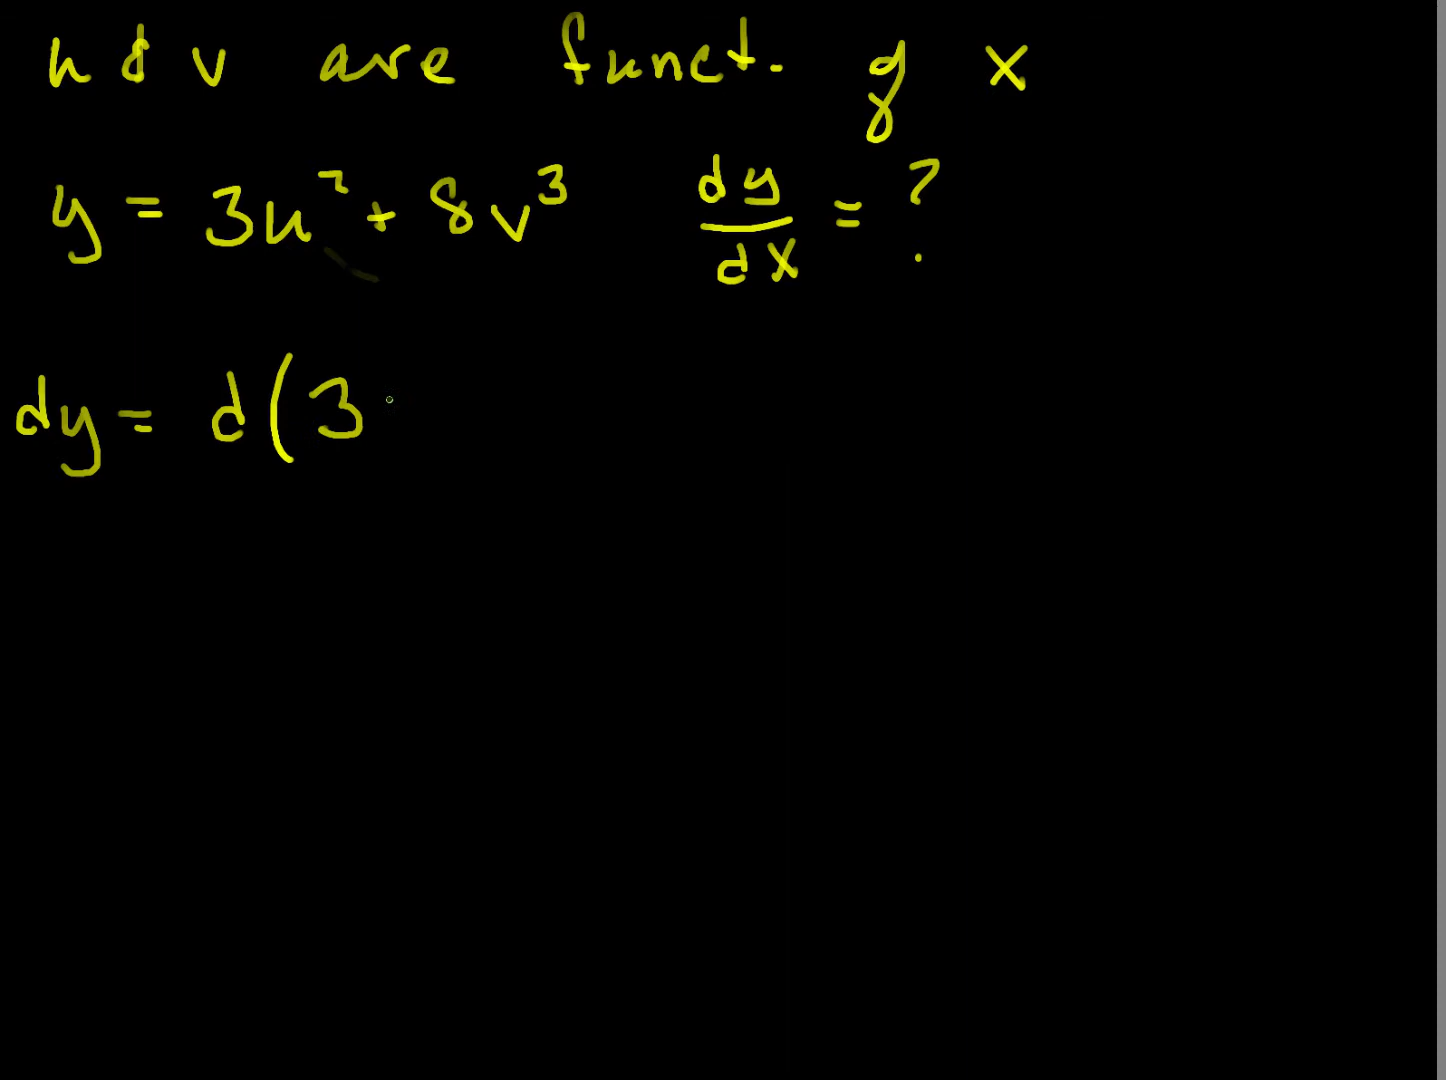 u & v are funct. of x
y = 3u² + 8v³ dy/dx = ?
dy = d(3